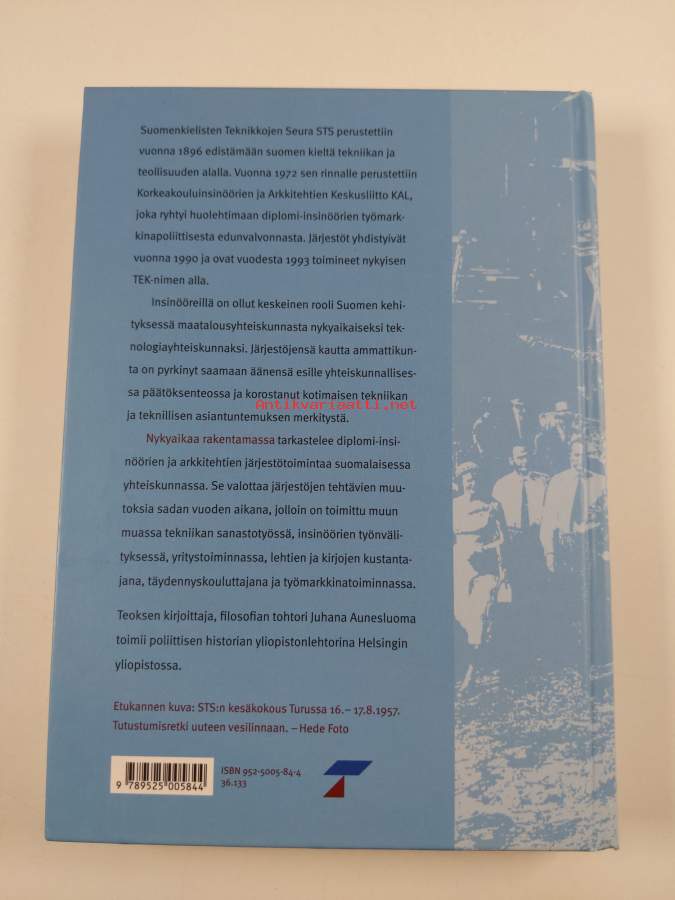 Suomenkielisten Teknikkojen Seura STS perustettiin
vuonna 1896 edistämään suomen kieltä tekniikan ja
teollisuuden alalla. Vuonna 1972 sen rinnalle perustettiin
Korkeakouluinsinöörien ja Arkkitehtien Keskusliitto KAL,
joka ryhtyi huolehtimaan diplomi-insinöörien työmark-
kinapoliittisesta edunvalvonnasta. Järjestöt yhdistyivät
vuonna 1990 ja ovat vuodesta 1993 toimineet nykyisen
TEK-nimen alla.
Insinööreillä on ollut keskeinen rooli Suomen kehi-
tyksessä maatalousyhteiskunnasta nykyaikaiseksi tek-
nologiayhteiskunnaksi. Järjestöjensä kautta ammattikun-
ta on pyrkinyt saamaan äänensä esille yhteiskunnallises-
sa päätöksenteossa ja korostanut kotimaisen tekniikan
ja teknillisen asiantuntemuksen merkitystä.
Antikvariaatti.net
Nykyaikaa rakentamassa tarkastelee diplomi-insi-
nöörien ja arkkitehtien järjestötoimintaa suomalaisessa
yhteiskunnassa. Se valottaa järjestöjen tehtävien muu-
toksia sadan vuoden aikana, jolloin on toimittu muun
muassa tekniikan sanastotyössä, insinöörien työnväli-
tyksessä, yritystoiminnassa, lehtien ja kirjojen kustanta-
jana, täydennyskouluttajana ja työmarkkinatoiminnassa.
Teoksen kirjoittaja, filosofian tohtori Juhana Aunesluoma
toimii poliittisen historian yliopistonlehtorina Helsingin
yliopistossa.
Etukannen kuva: STS:n kesäkokous Turussa 16.–17.8.1957.
Tutustumisretki uuteen vesilinnaan. – Hede Foto
ISBN 952-5005-84-4
36.133
9 789525 005844